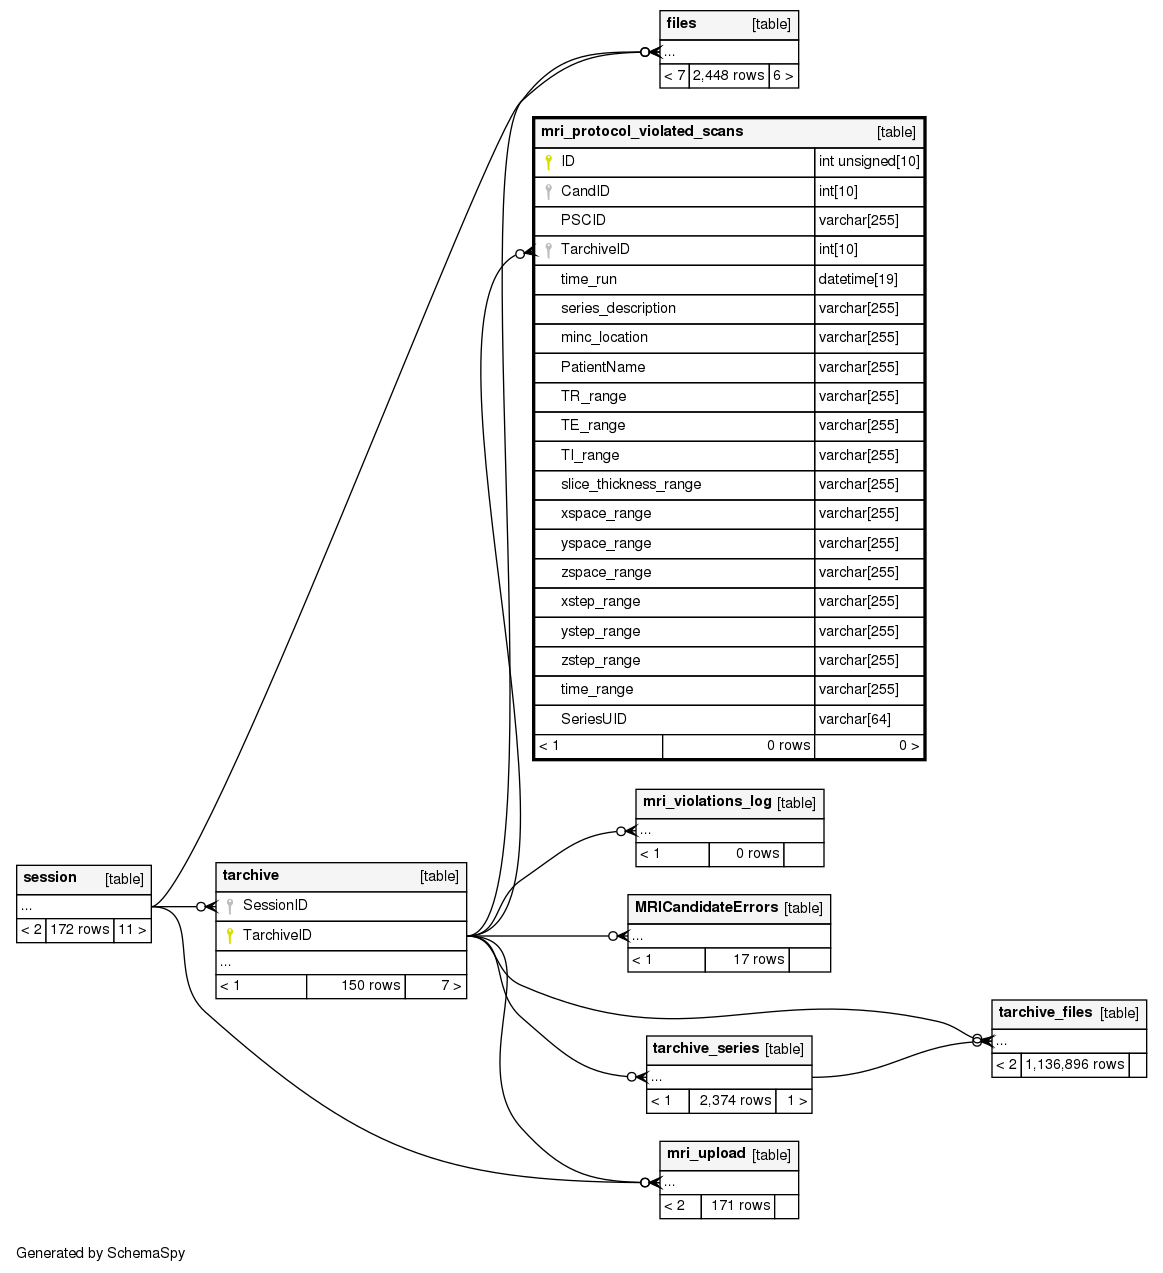 files [table]
...
< 7 2,448 rows 6 >
mri_protocol_violated_scans [table]
ID int unsigned[10]
CandID int[10]
PSCID varchar[255]
TarchiveID int[10]
time_run datetime[19]
series_description varchar[255]
minc_location varchar[255]
PatientName varchar[255]
TR_range varchar[255]
TE_range varchar[255]
TI_range varchar[255]
slice_thickness_range varchar[255]
xspace_range varchar[255]
yspace_range varchar[255]
zspace_range varchar[255]
xstep_range varchar[255]
ystep_range varchar[255]
zstep_range varchar[255]
time_range varchar[255]
SeriesUID varchar[64]
< 1 0 rows 0 >
mri_violations_log [table]
...
< 1 0 rows
session [table]
...
< 2 172 rows 11 >
tarchive [table]
SessionID
TarchiveID
...
< 1 150 rows 7 >
MRICandidateErrors [table]
...
< 1 17 rows
tarchive_files [table]
...
< 2 1,136,896 rows
tarchive_series [table]
...
< 1 2,374 rows 1 >
mri_upload [table]
...
< 2 171 rows
Generated by SchemaSpy